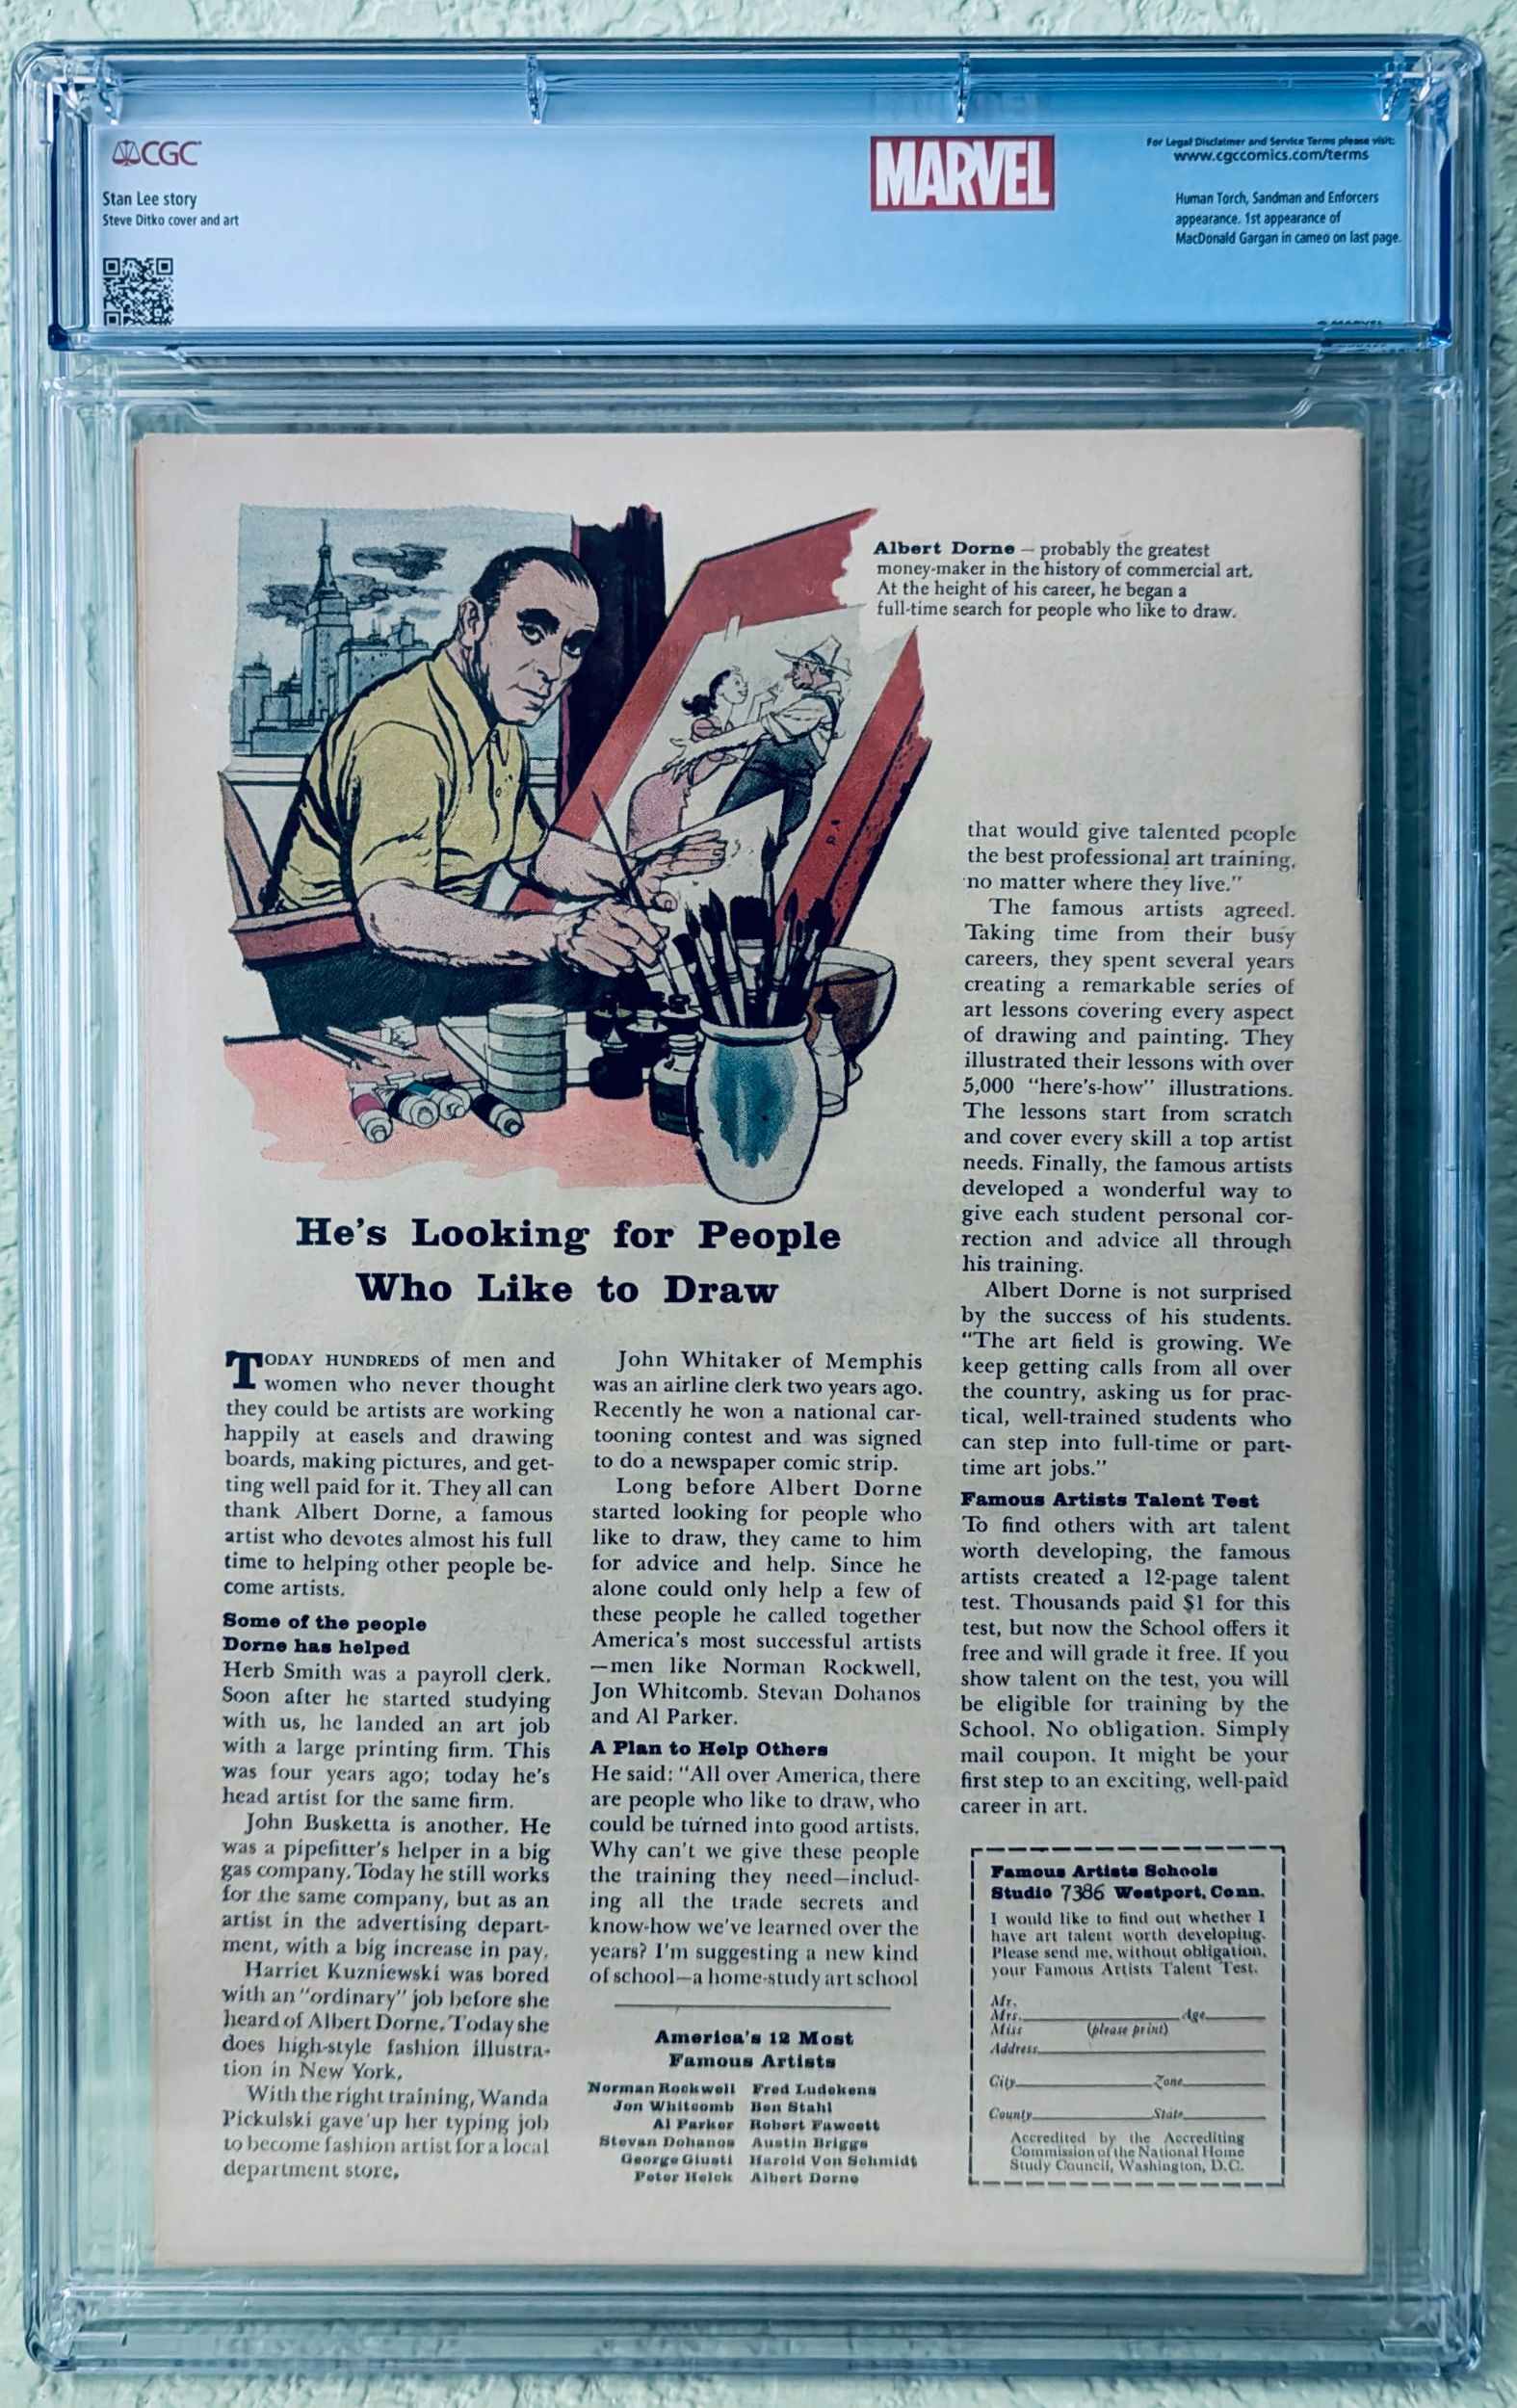 CGC
Stan Lee story
Steve Ditko cover and art
MARVEL
For Legal Disclaimer and Service Terms please visit:
www.cgccomics.com/terms
Human Torch, Sandman and Enforcers
appearance. 1st appearance of
MacDonald Gargan in cameo on last page.
Albert Dorne – probably the greatest
money-maker in the history of commercial art.
At the height of his career, he began a
full-time search for people who like to draw.
He's Looking for People
Who Like to Draw
TODAY HUNDREDS of men and
women who never thought
they could be artists are working
happily at easels and drawing
boards, making pictures, and get-
ting well paid for it. They all can
thank Albert Dorne, a famous
artist who devotes almost his full
time to helping other people be-
come artists.
Some of the people
Dorne has helped
Herb Smith was a payroll clerk.
Soon after he started studying
with us, he landed an art job
with a large printing firm. This
was four years ago; today he's
head artist for the same firm.
John Busketta is another. He
was a pipefitter's helper in a big
gas company. Today he still works
for the same company, but as an
artist in the advertising depart-
ment, with a big increase in pay.
Harriet Kuzniewski was bored
with an "ordinary" job before she
heard of Albert Dorne. Today she
does high-style fashion illustra-
tion in New York.
With the right training, Wanda
Pickulski gave up her typing job
to become fashion artist for a local
department store.
John Whitaker of Memphis
was an airline clerk two years ago.
Recently he won a national car-
tooning contest and was signed
to do a newspaper comic strip.
Long before Albert Dorne
started looking for people who
like to draw, they came to him
for advice and help. Since he
alone could only help a few of
these people he called together
America's most successful artists
—men like Norman Rockwell,
Jon Whitcomb. Stevan Dohanos
and Al Parker.
A Plan to Help Others
He said: "All over America, there
are people who like to draw, who
could be turned into good artists.
Why can't we give these people
the training they need—includ-
ing all the trade secrets and
know-how we've learned over the
years? I'm suggesting a new kind
of school—a home-study art school
America's 12 Most
Famous Artists
Norman Rockwell Fred Ludekens
Jon Whitcomb Ben Stahl
Al Parker Robert Fawcett
Stevan Dohanos Austin Briggs
George Giusti Harold Von Schmidt
Peter Helck Albert Dorne
that would give talented people
the best professional art training,
no matter where they live."
The famous artists agreed.
Taking time from their busy
careers, they spent several years
creating a remarkable series of
art lessons covering every aspect
of drawing and painting. They
illustrated their lessons with over
5,000 "here's-how" illustrations.
The lessons start from scratch
and cover every skill a top artist
needs. Finally, the famous artists
developed a wonderful way to
give each student personal cor-
rection and advice all through
his training.
Albert Dorne is not surprised
by the success of his students.
"The art field is growing. We
keep getting calls from all over
the country, asking us for prac-
tical, well-trained students who
can step into full-time or part-
time art jobs."
Famous Artists Talent Test
To find others with art talent
worth developing, the famous
artists created a 12-page talent
test. Thousands paid $1 for this
test, but now the School offers it
free and will grade it free. If you
show talent on the test, you will
be eligible for training by the
School. No obligation. Simply
mail coupon. It might be your
first step to an exciting, well-paid
career in art.
Famous Artists Schools
Studio 7386 Westport, Conn.
I would like to find out whether I
have art talent worth developing.
Please send me, without obligation,
your Famous Artists Talent Test.
Mr.
Mrs. Age
Miss (please print)
Address
City Zone
County State
Accredited by the Accrediting
Commission of the National Home
Study Council, Washington, D.C.